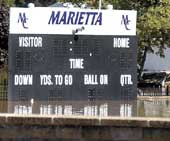 MC MARIETTA MC
VISITOR HOME
TIME
DOWN YDS. TO GO BALL ON QTR.